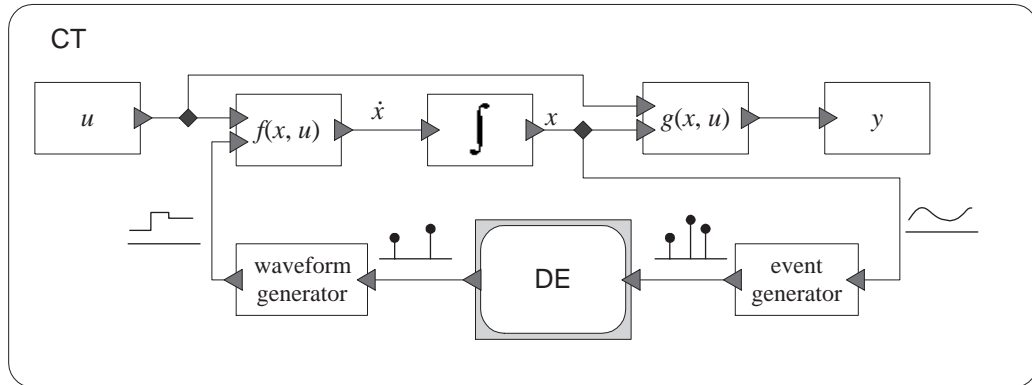 CT
u
f(x, u)
ẋ
∫
x
g(x, u)
y
waveform
generator
DE
event
generator